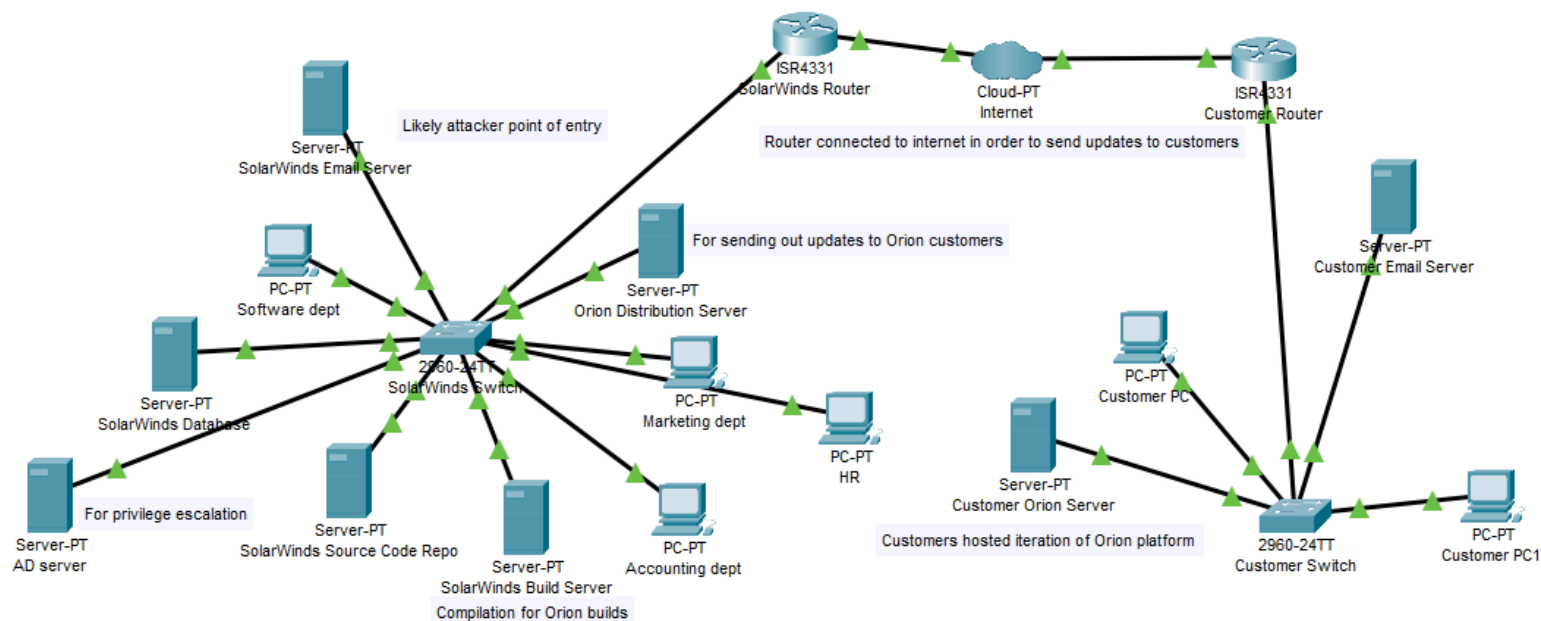 ISR4331
SolarWinds Router
Cloud-PT
Internet
ISR4331
Customer Router
Router connected to internet in order to send updates to customers
Likely attacker point of entry
Server-PT
SolarWinds Email Server
PC-PT
Software dept
For sending out updates to Orion customers
Server-PT
Orion Distribution Server
2960-24TT
SolarWinds Switch
Server-PT
SolarWinds Database
PC-PT
Marketing dept
PC-PT
HR
Server-PT
AD server
For privilege escalation
Server-PT
SolarWinds Source Code Repo
Server-PT
SolarWinds Build Server
Compilation for Orion builds
PC-PT
Accounting dept
Server-PT
Customer Email Server
PC-PT
Customer PC
Server-PT
Customer Orion Server
Customers hosted iteration of Orion platform
2960-24TT
Customer Switch
PC-PT
Customer PC1